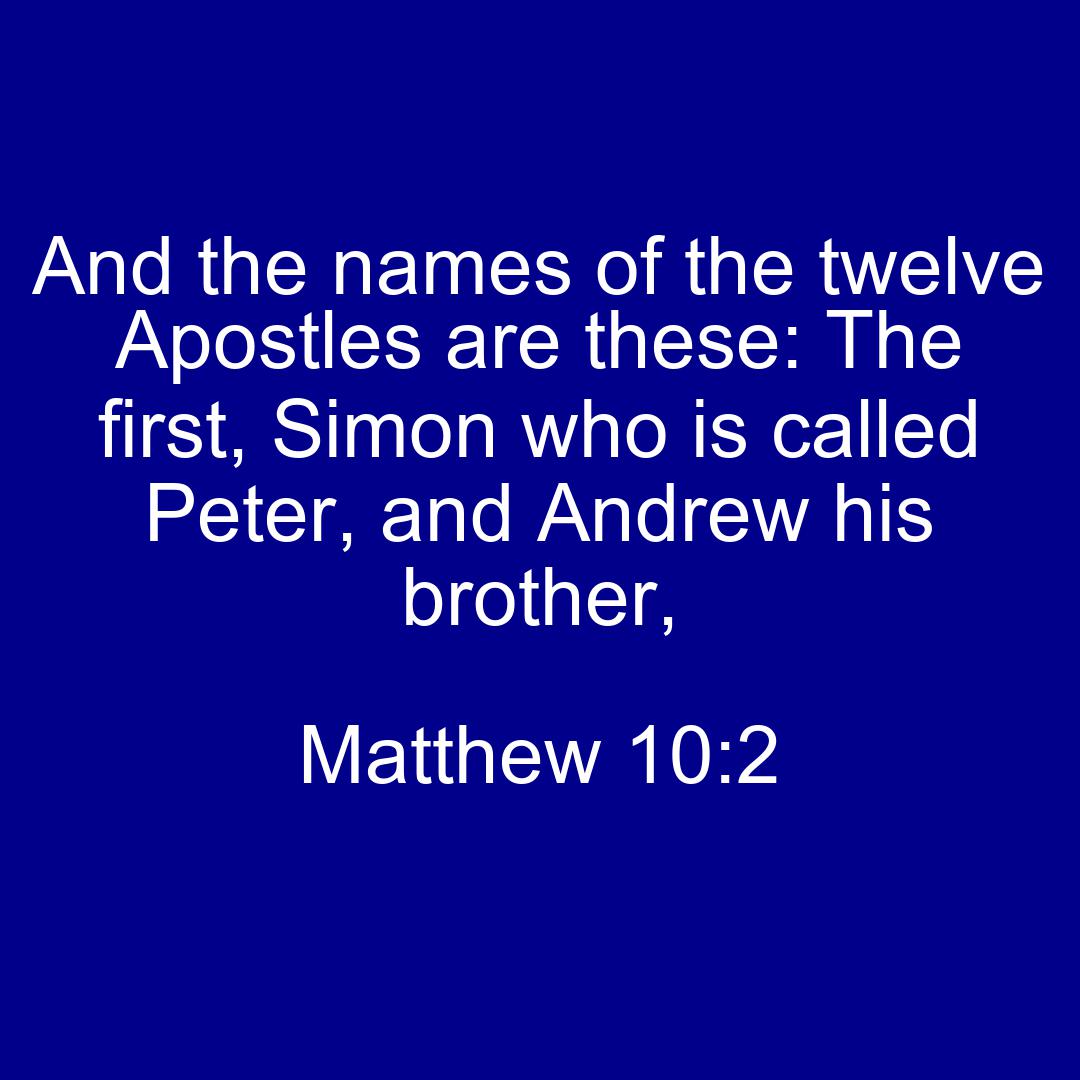 And the names of the twelve
Apostles are these: The
first, Simon who is called
Peter, and Andrew his
brother,
Matthew 10:2